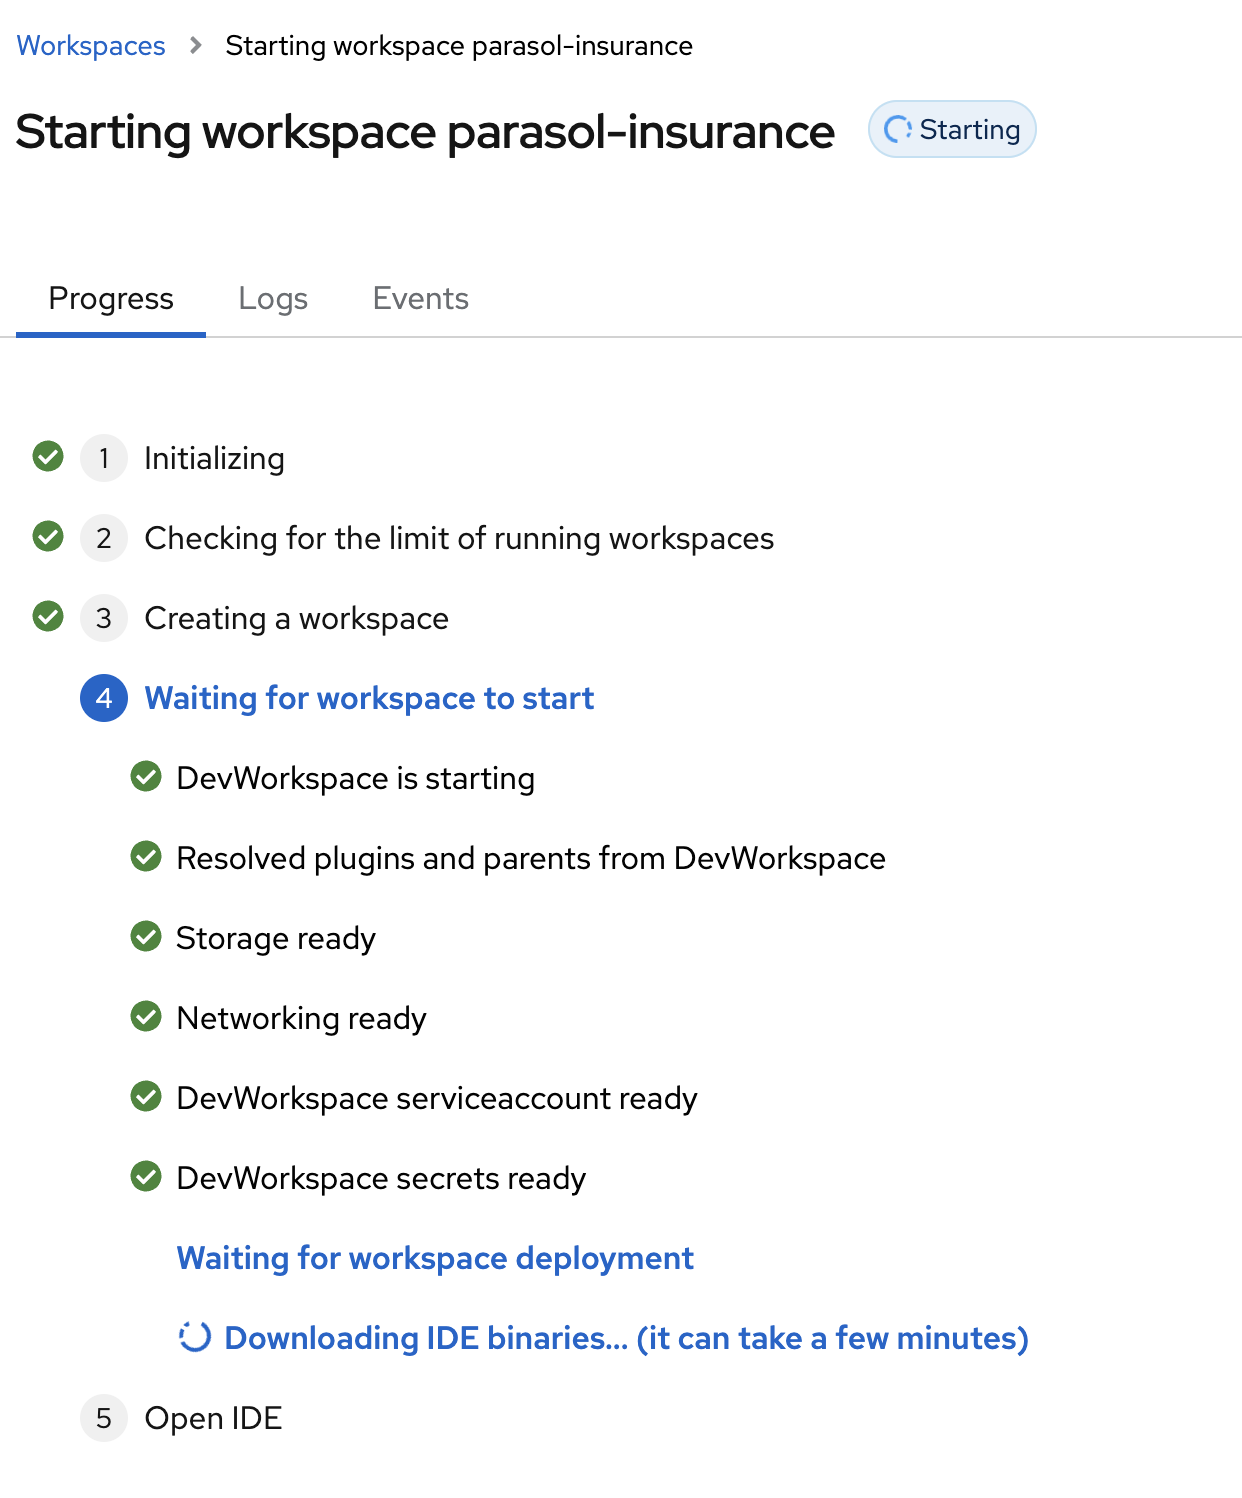 Workspaces > Starting workspace parasol-insurance
Starting workspace parasol-insurance Starting
Progress Logs Events
1 Initializing
2 Checking for the limit of running workspaces
3 Creating a workspace
4 Waiting for workspace to start
DevWorkspace is starting
Resolved plugins and parents from DevWorkspace
Storage ready
Networking ready
DevWorkspace serviceaccount ready
DevWorkspace secrets ready
Waiting for workspace deployment
Downloading IDE binaries... (it can take a few minutes)
5 Open IDE